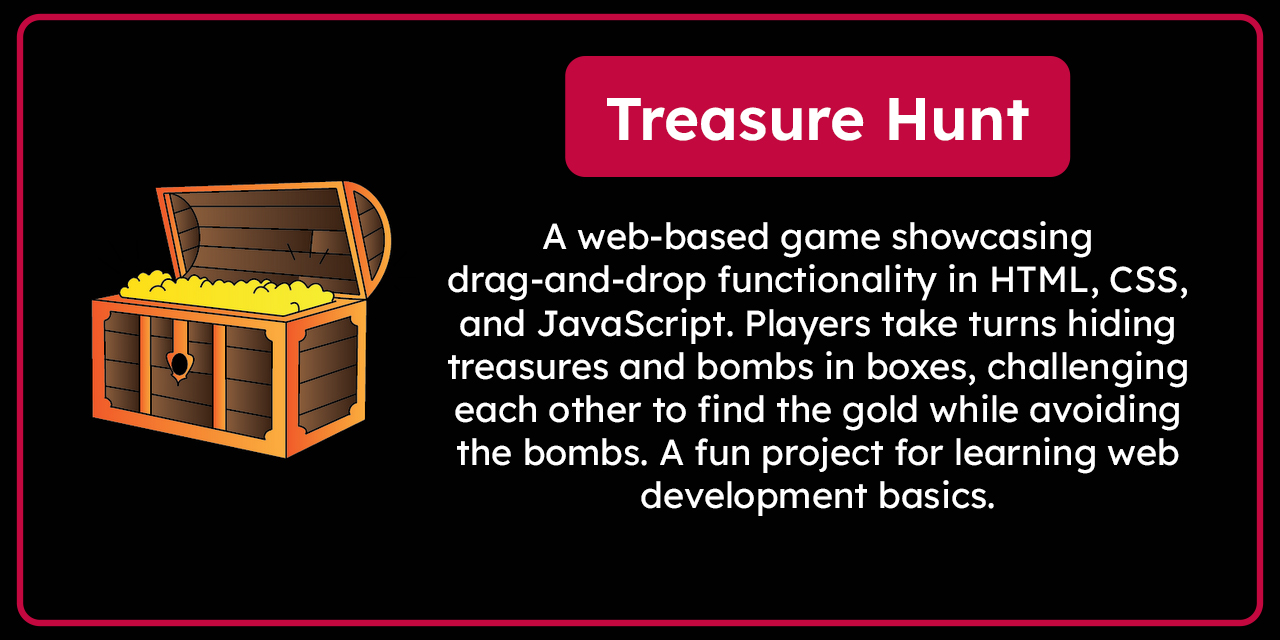 Treasure Hunt
A web-based game showcasing
drag-and-drop functionality in HTML, CSS,
and JavaScript. Players take turns hiding
treasures and bombs in boxes, challenging
each other to find the gold while avoiding
the bombs. A fun project for learning web
development basics.